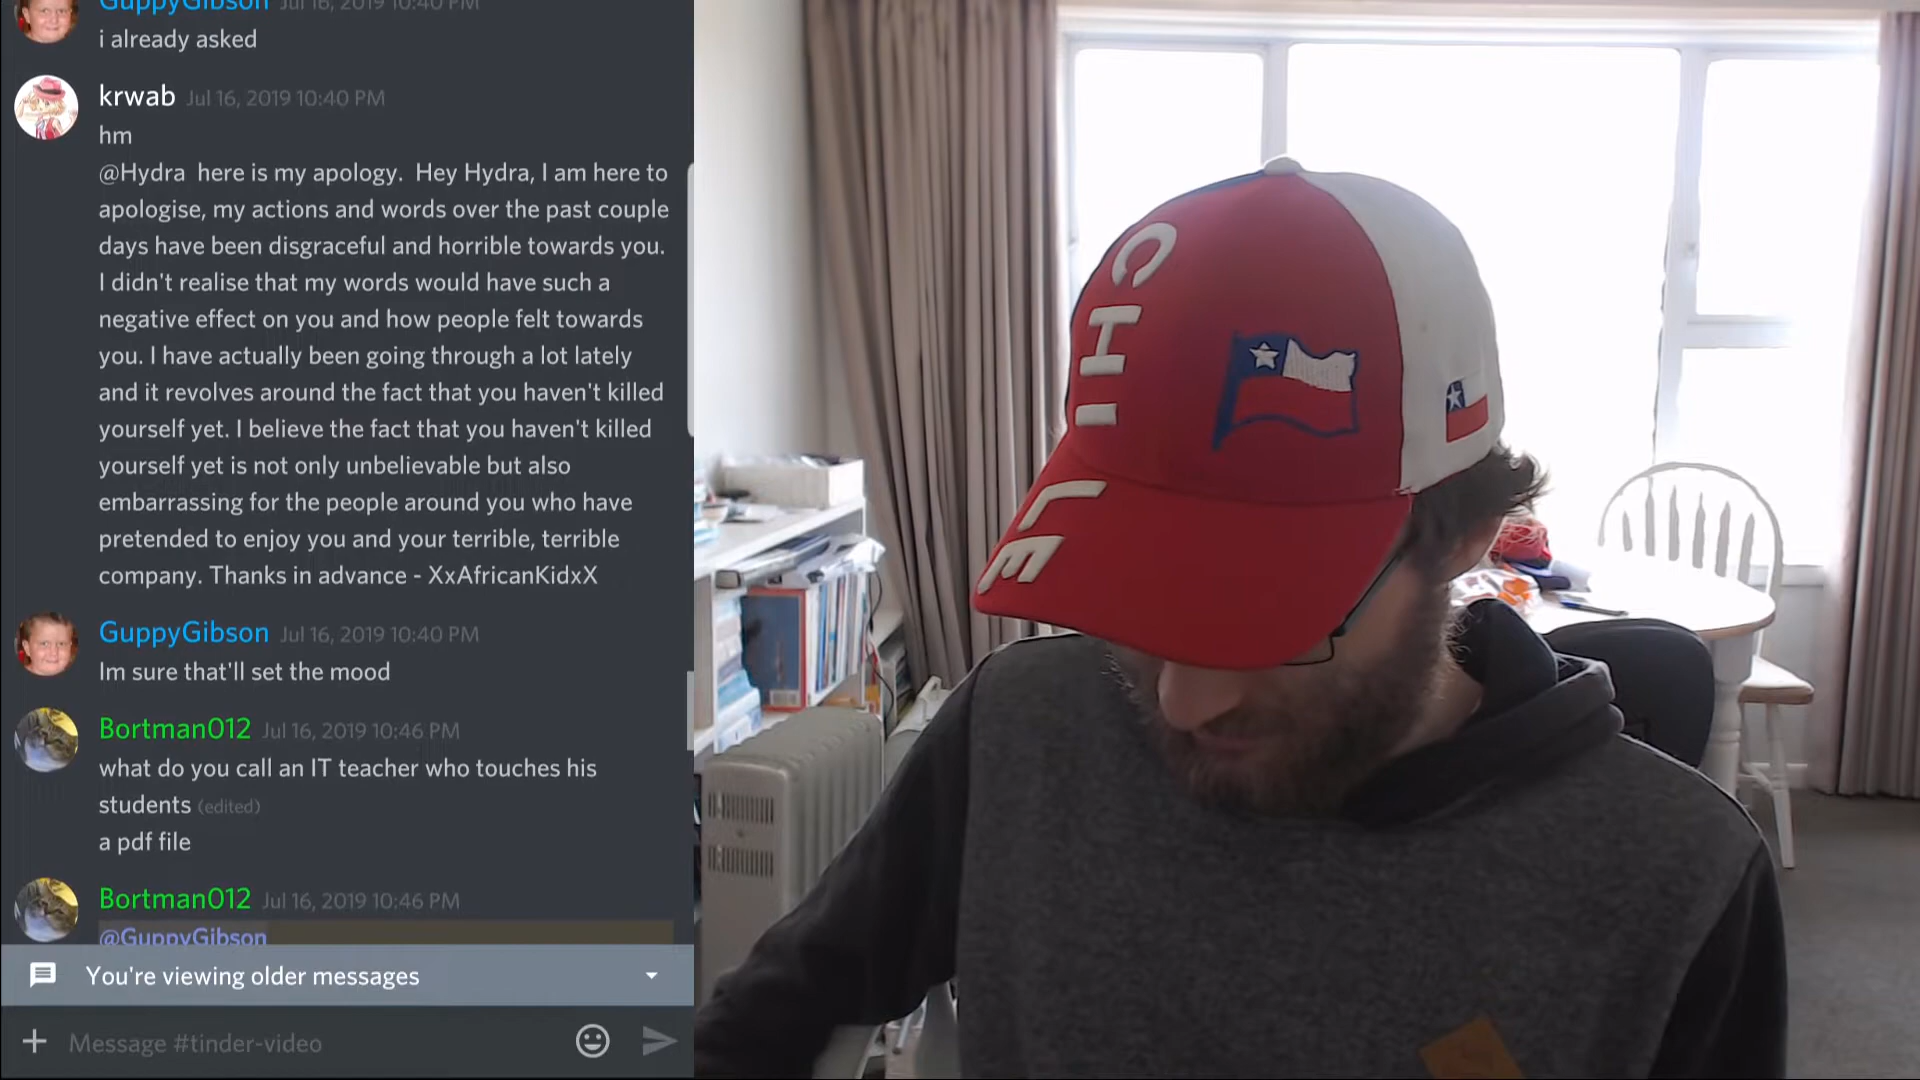 GuppyGibson Jul 16, 2019 10:40 PM
i already asked
krwab Jul 16, 2019 10:40 PM
hm
@Hydra here is my apology. Hey Hydra, I am here to
apologise, my actions and words over the past couple
days have been disgraceful and horrible towards you.
I didn't realise that my words would have such a
negative effect on you and how people felt towards
you. I have actually been going through a lot lately
and it revolves around the fact that you haven't killed
yourself yet. I believe the fact that you haven't killed
yourself yet is not only unbelievable but also
embarrassing for the people around you who have
pretended to enjoy you and your terrible, terrible
company. Thanks in advance - XxAfricanKidxX
GuppyGibson Jul 16, 2019 10:40 PM
Im sure that'll set the mood
Bortman012 Jul 16, 2019 10:46 PM
what do you call an IT teacher who touches his
students (edited)
a pdf file
Bortman012 Jul 16, 2019 10:46 PM
@GuppyGibson
You're viewing older messages
Message #tinder-video
CHILE